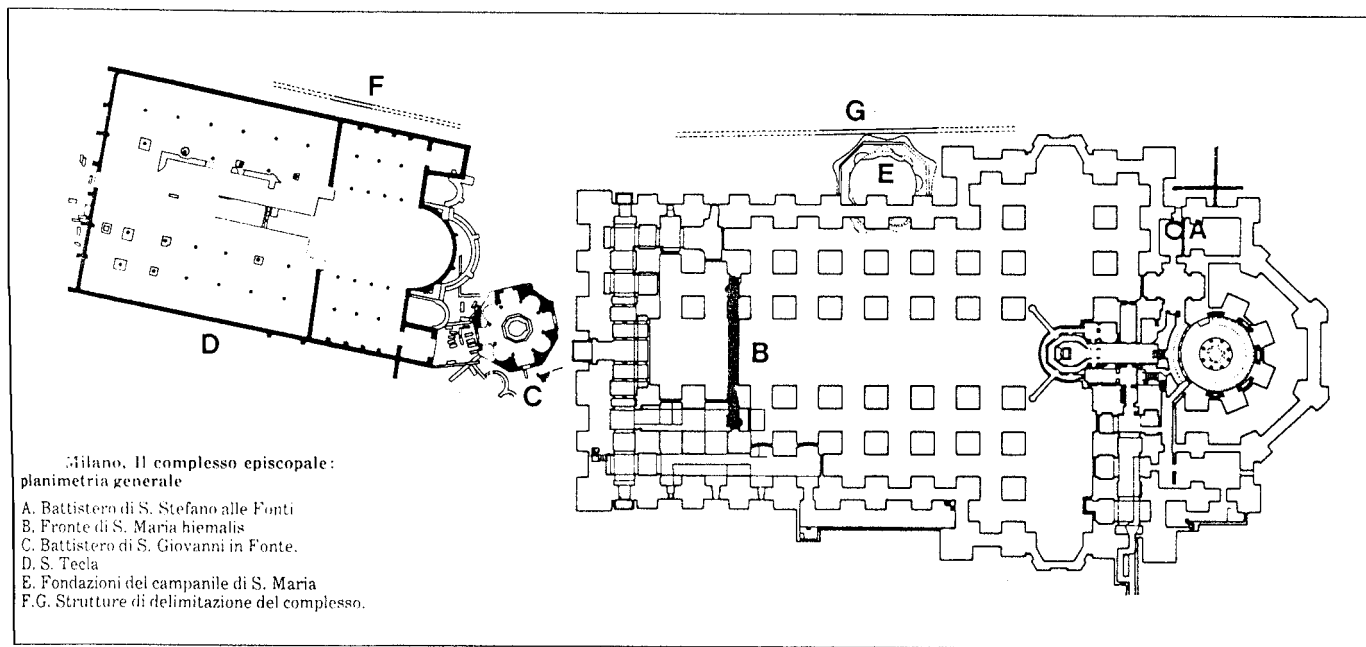 F
G
E
A
D
B
C
Milano, Il complesso episcopale:
planimetria generale
A. Battistero di S. Stefano alle Fonti
B. Fronte di S. Maria hiemalis
C. Battistero di S. Giovanni in Fonte.
D. S. Tecla
E. Fondazioni del campanile di S. Maria
F.G. Strutture di delimitazione del complesso.